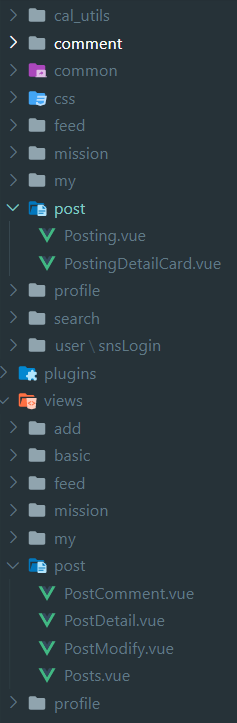 cal_utils
comment
common
css
feed
mission
my
post
Posting.vue
PostingDetailCard.vue
profile
search
user \ snsLogin
plugins
views
add
basic
feed
mission
my
post
PostComment.vue
PostDetail.vue
PostModify.vue
Posts.vue
profile